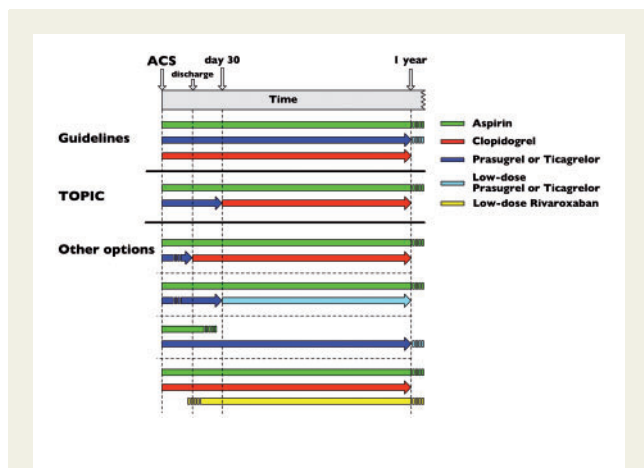 ACS
discharge
day 30
1 year
Time
Guidelines
TOPIC
Other options
Aspirin
Clopidogrel
Prasugrel or Ticagrelor
Low-dose
Prasugrel or Ticagrelor
Low-dose Rivaroxaban